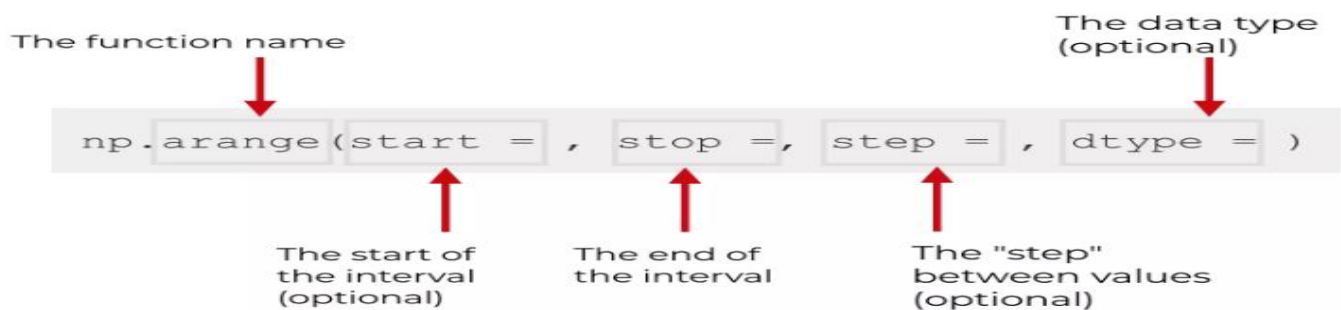 The function name
The data type
(optional)
np.arange(start = , stop =, step = , dtype = )
The start of
the interval
(optional)
The end of
the interval
The "step"
between values
(optional)